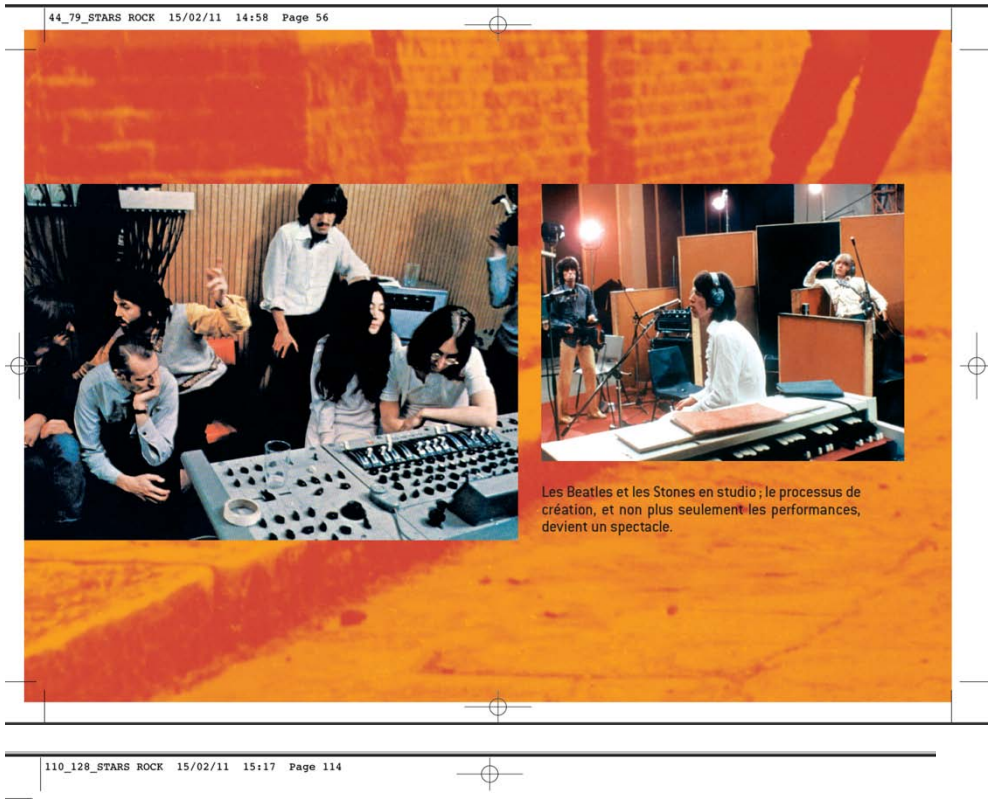 44_79_STARS ROCK 15/02/11 14:58 Page 56
Les Beatles et les Stones en studio ; le processus de
création, et non plus seulement les performances,
devient un spectacle.
110_128_STARS ROCK 15/02/11 15:17 Page 114